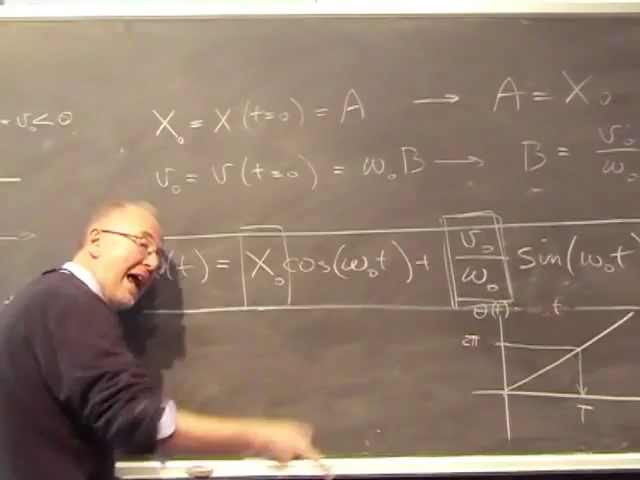 v₀ < 0
X₀ = X(t=0) = A → A = X₀
v₀ = v(t=0) = ω₀B → B = v₀/ω₀
(t) = X₀ cos(ω₀t) + v₀/ω₀ sin(ω₀t)
θ(t) t
2π
T